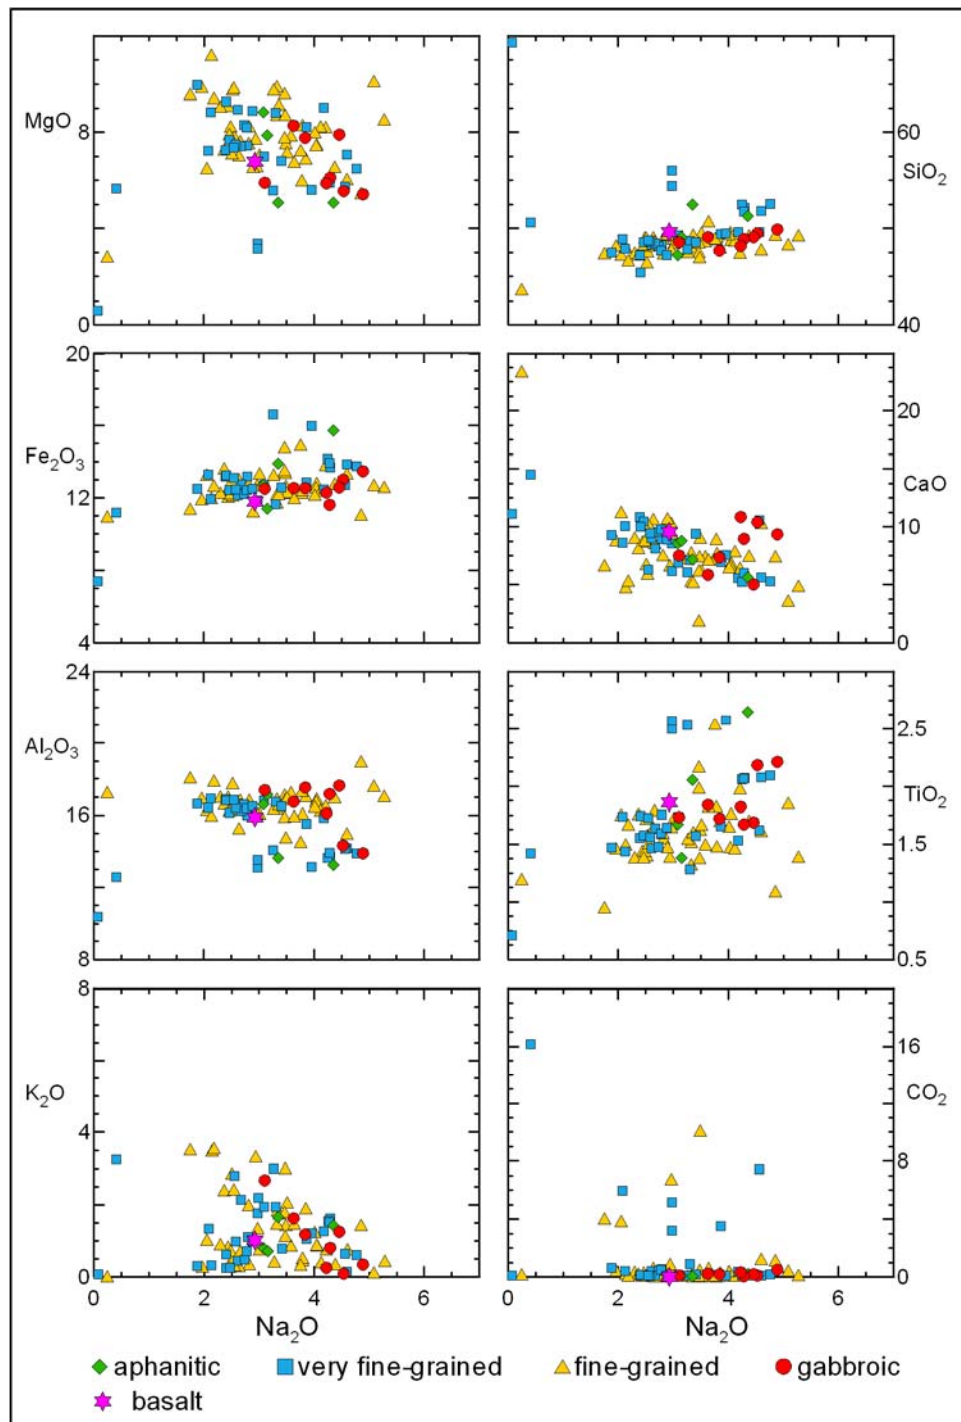 MgO
8
0
60
SiO2
40
20
Fe2O3
12
4
20
CaO
10
0
24
Al2O3
16
8
2.5
TiO2
1.5
0.5
8
K2O
4
0
0 2 4 6
Na2O
16
CO2
8
0
0 2 4 6
Na2O
aphanitic very fine-grained fine-grained gabbroic
basalt